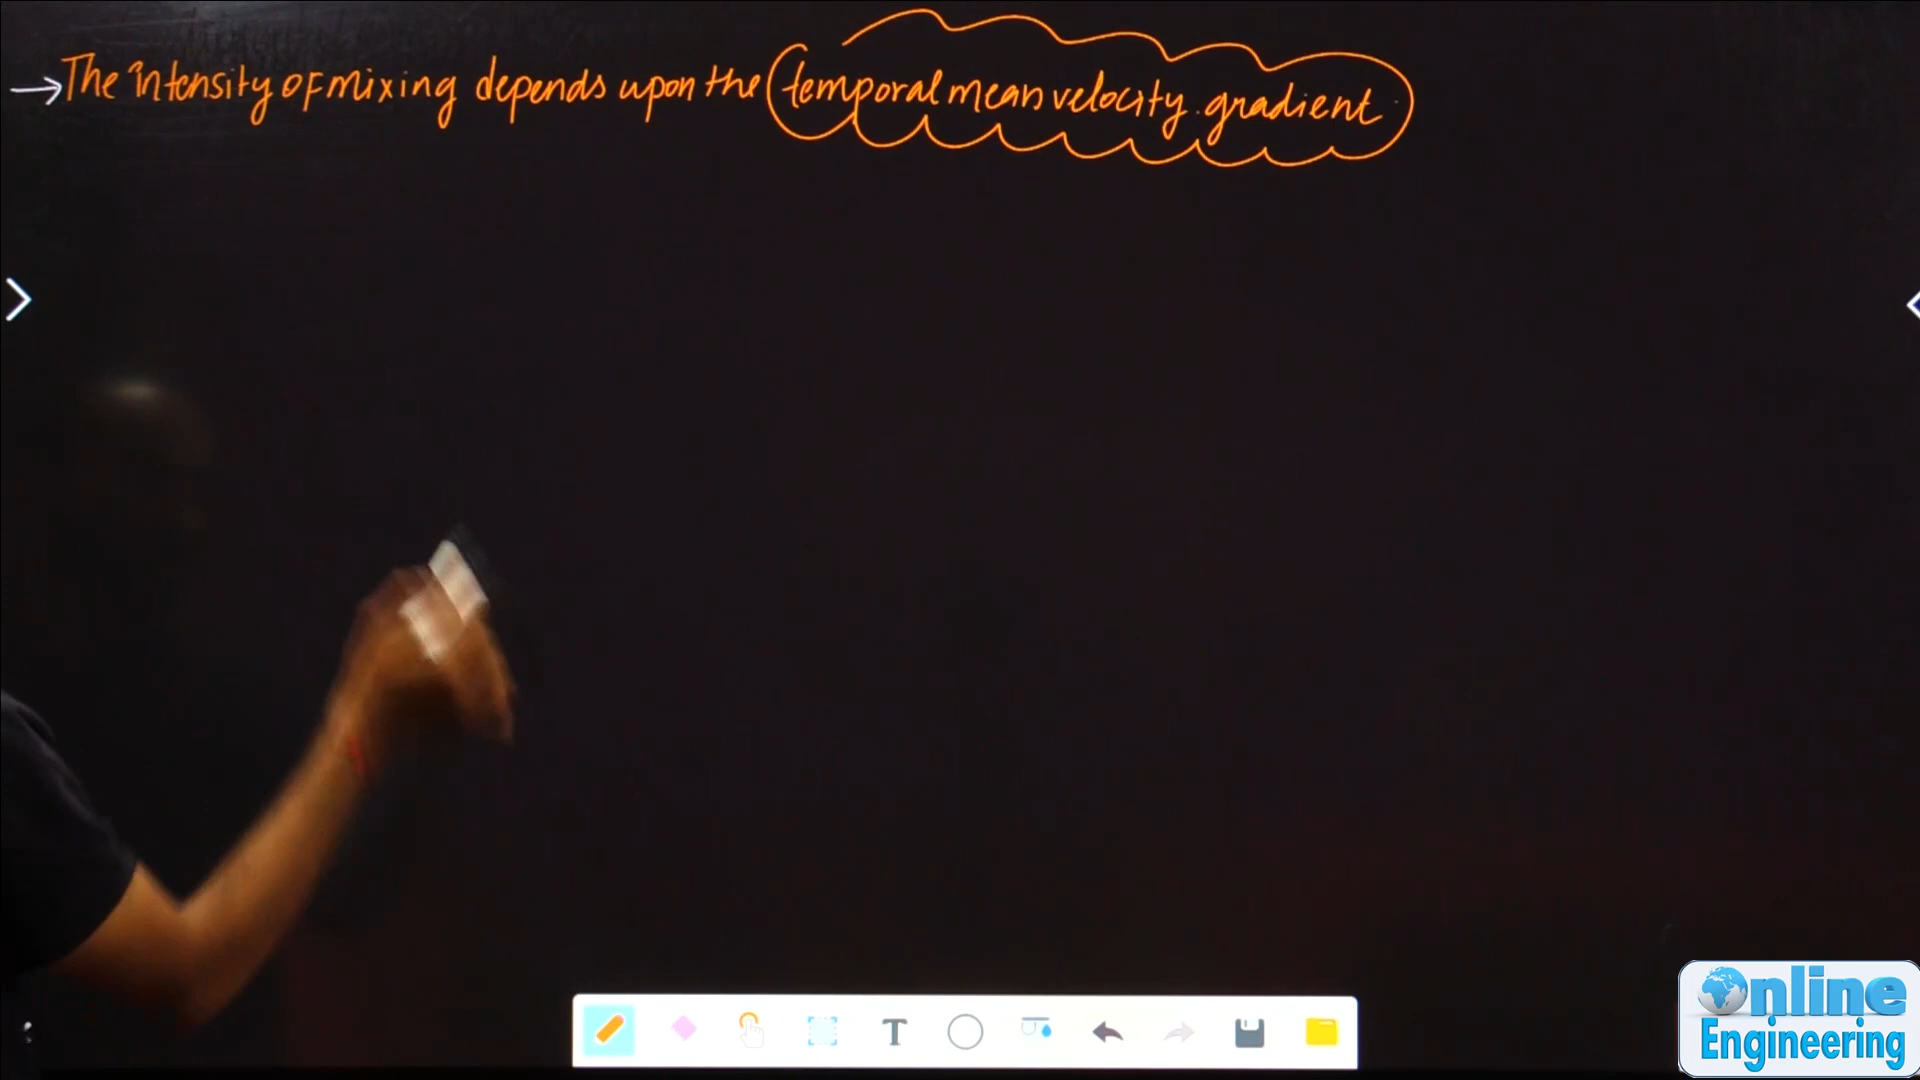 →The intensity of mixing depends upon the temporal mean velocity gradient.
T
Online
Engineering